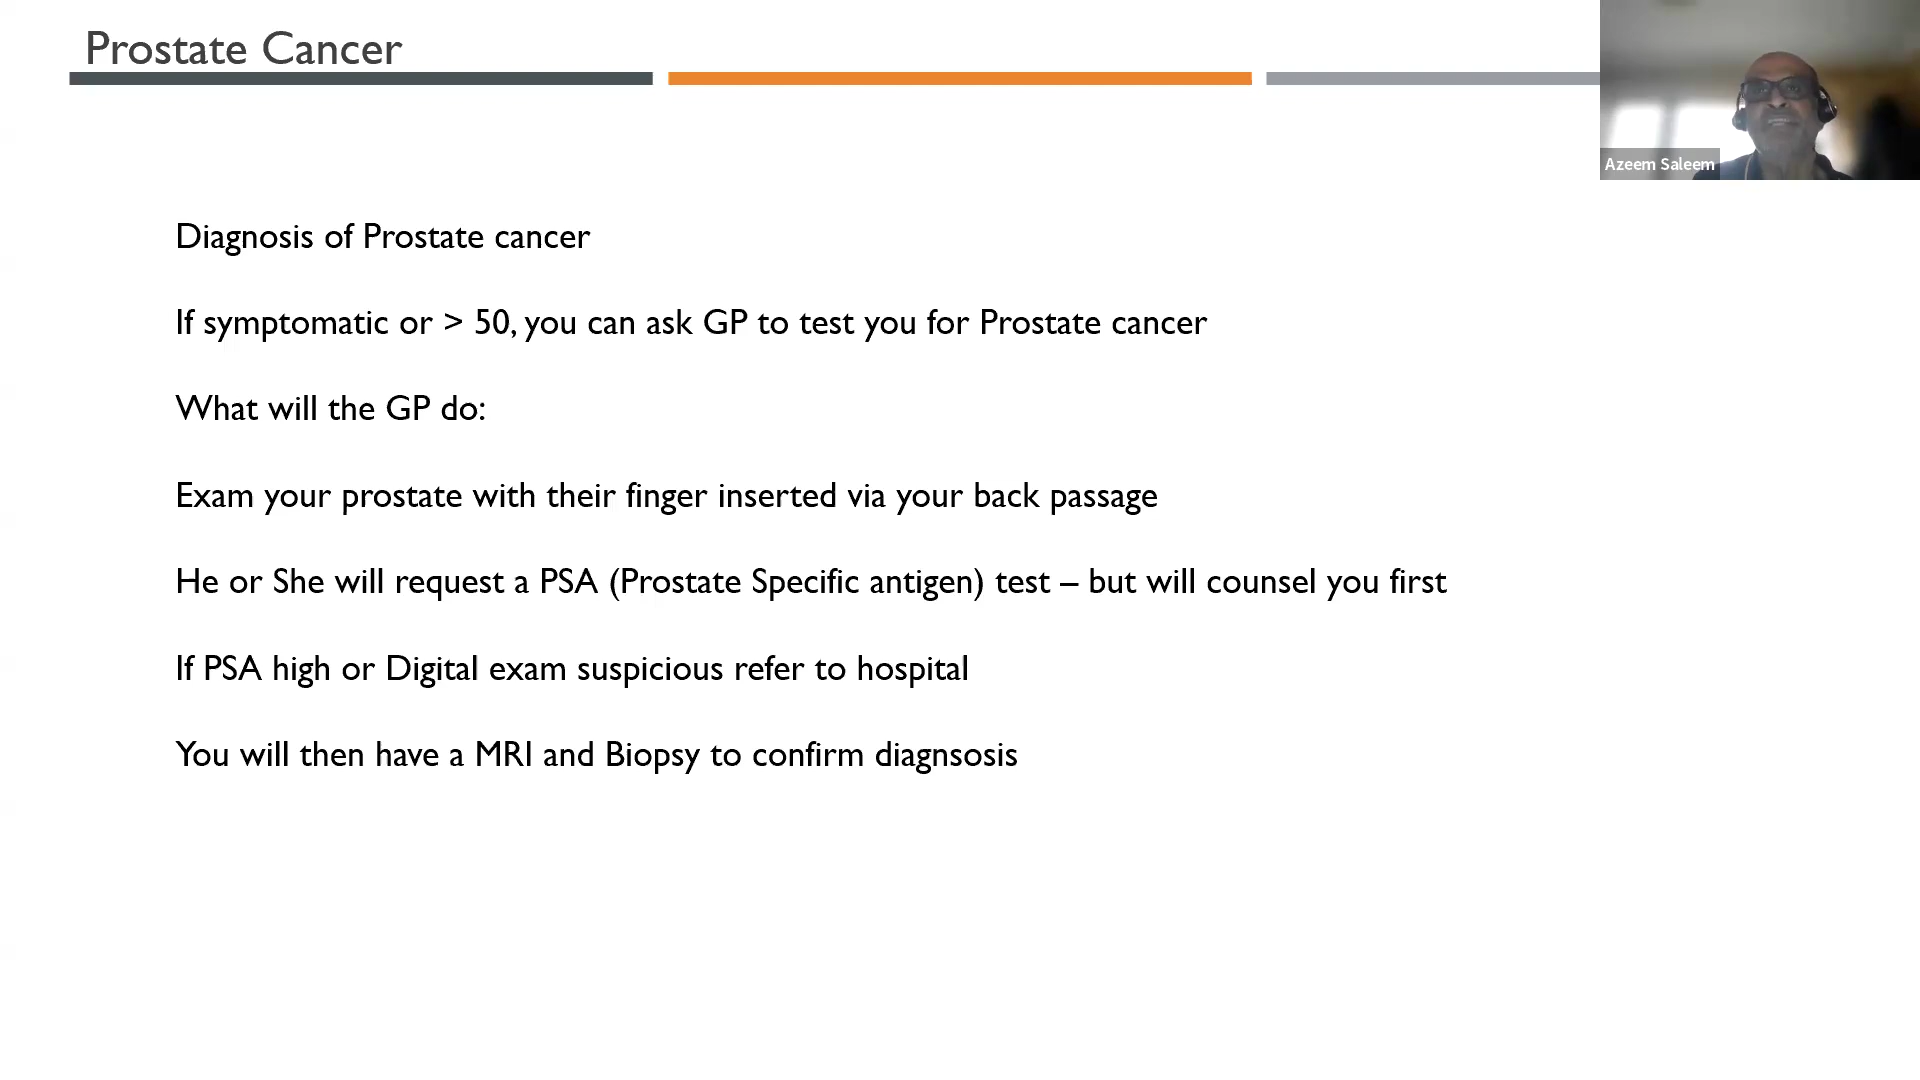 Prostate Cancer
Azeem Saleem
Diagnosis of Prostate cancer
If symptomatic or > 50, you can ask GP to test you for Prostate cancer
What will the GP do:
Exam your prostate with their finger inserted via your back passage
He or She will request a PSA (Prostate Specific antigen) test – but will counsel you first
If PSA high or Digital exam suspicious refer to hospital
You will then have a MRI and Biopsy to confirm diagnsosis